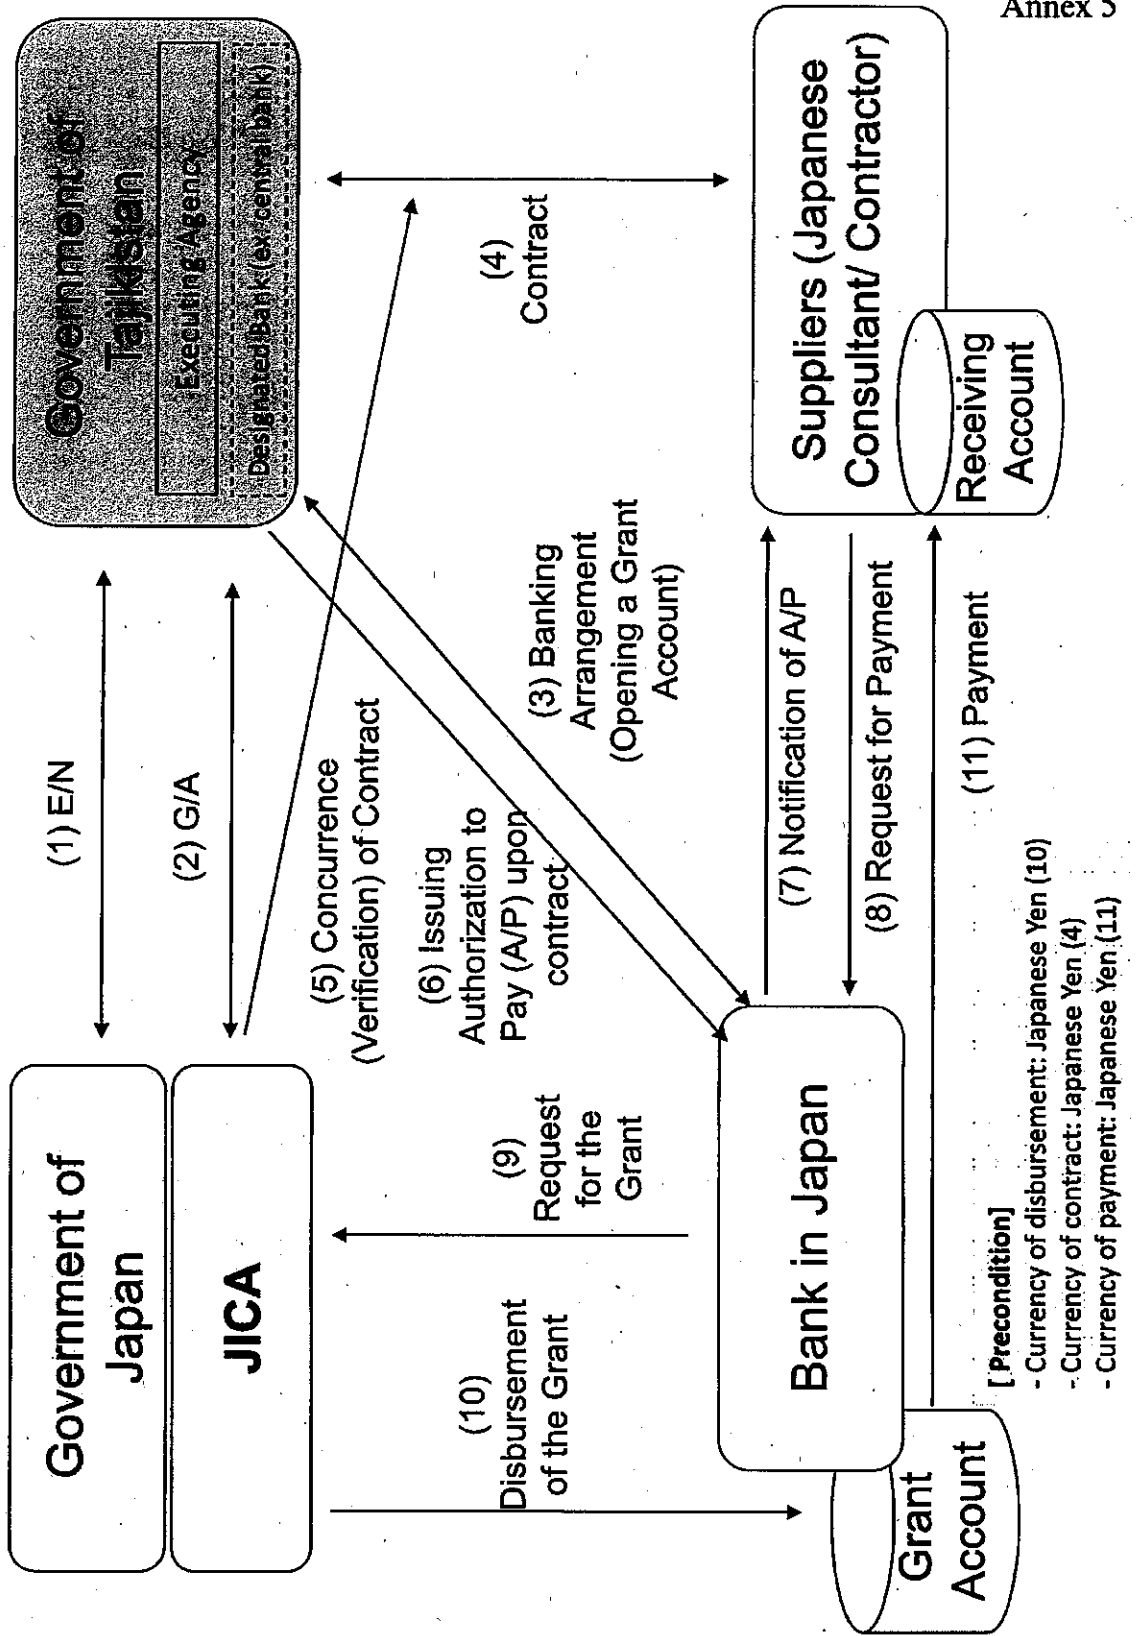 Annex 5
Government of
Japan
JICA
Government of
Tajikistan
Executing Agency
Designated Bank (ex. central bank)
(1) E/N
(2) G/A
(5) Concurrence
(Verification) of Contract
(6) Issuing
Authorization to
Pay (A/P) upon
contract
(3) Banking
Arrangement
(Opening a Grant
Account)
(4)
Contract
(9)
Request
for the
Grant
(10)
Disbursement
of the Grant
Bank in Japan
Grant
Account
(7) Notification of A/P
(8) Request for Payment
(11) Payment
Suppliers (Japanese
Consultant/ Contractor)
Receiving
Account
[ Precondition]
- Currency of disbursement: Japanese Yen (10)
- Currency of contract: Japanese Yen (4)
- Currency of payment: Japanese Yen (11)